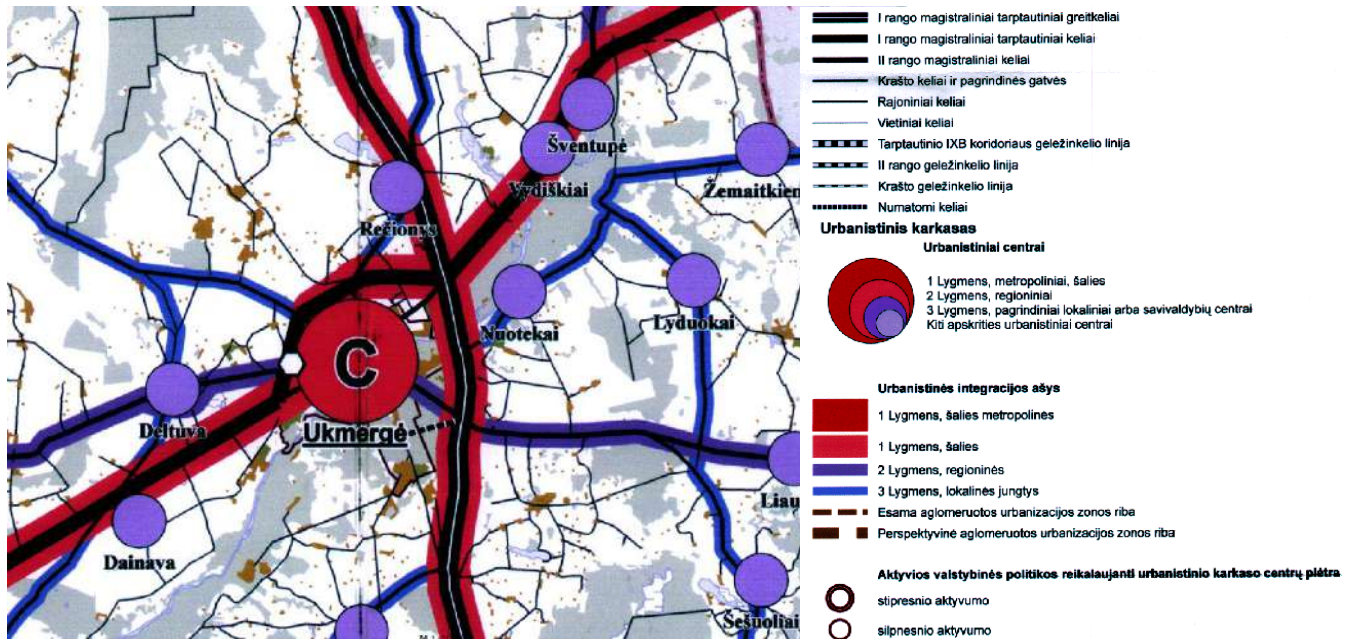 Šventupė
Vydiškiai
Žemaitkien
Rečionys
Nuotekai
Lyduokai
C
Deltuva
Ukmergė
Liau
Dainava
Šešuoliai
I rango magistraliniai tarptautiniai greitkeliai
I rango magistraliniai tarptautiniai keliai
II rango magistraliniai keliai
Krašto keliai ir pagrindinės gatvės
Rajoniniai keliai
Vietiniai keliai
Tarptautinio IXB koridoriaus geležinkelio linija
II rango geležinkelio linija
Krašto geležinkelio linija
Numatomi keliai
Urbanistinis karkasas
Urbanistiniai centrai
1 Lygmens, metropoliniai, šalies
2 Lygmens, regioniniai
3 Lygmens, pagrindiniai lokaliniai arba savivaldybių centrai
Kiti apskrities urbanistiniai centrai
Urbanistinės integracijos ašys
1 Lygmens, šalies metropolinės
1 Lygmens, šalies
2 Lygmens, regioninės
3 Lygmens, lokalinės jungtys
Esama aglomeruotos urbanizacijos zonos riba
Perspektyvinė aglomeruotos urbanizacijos zonos riba
Aktyvios valstybinės politikos reikalaujanti urbanistinio karkaso centrų plėtra
stipresnio aktyvumo
silpnesnio aktyvumo